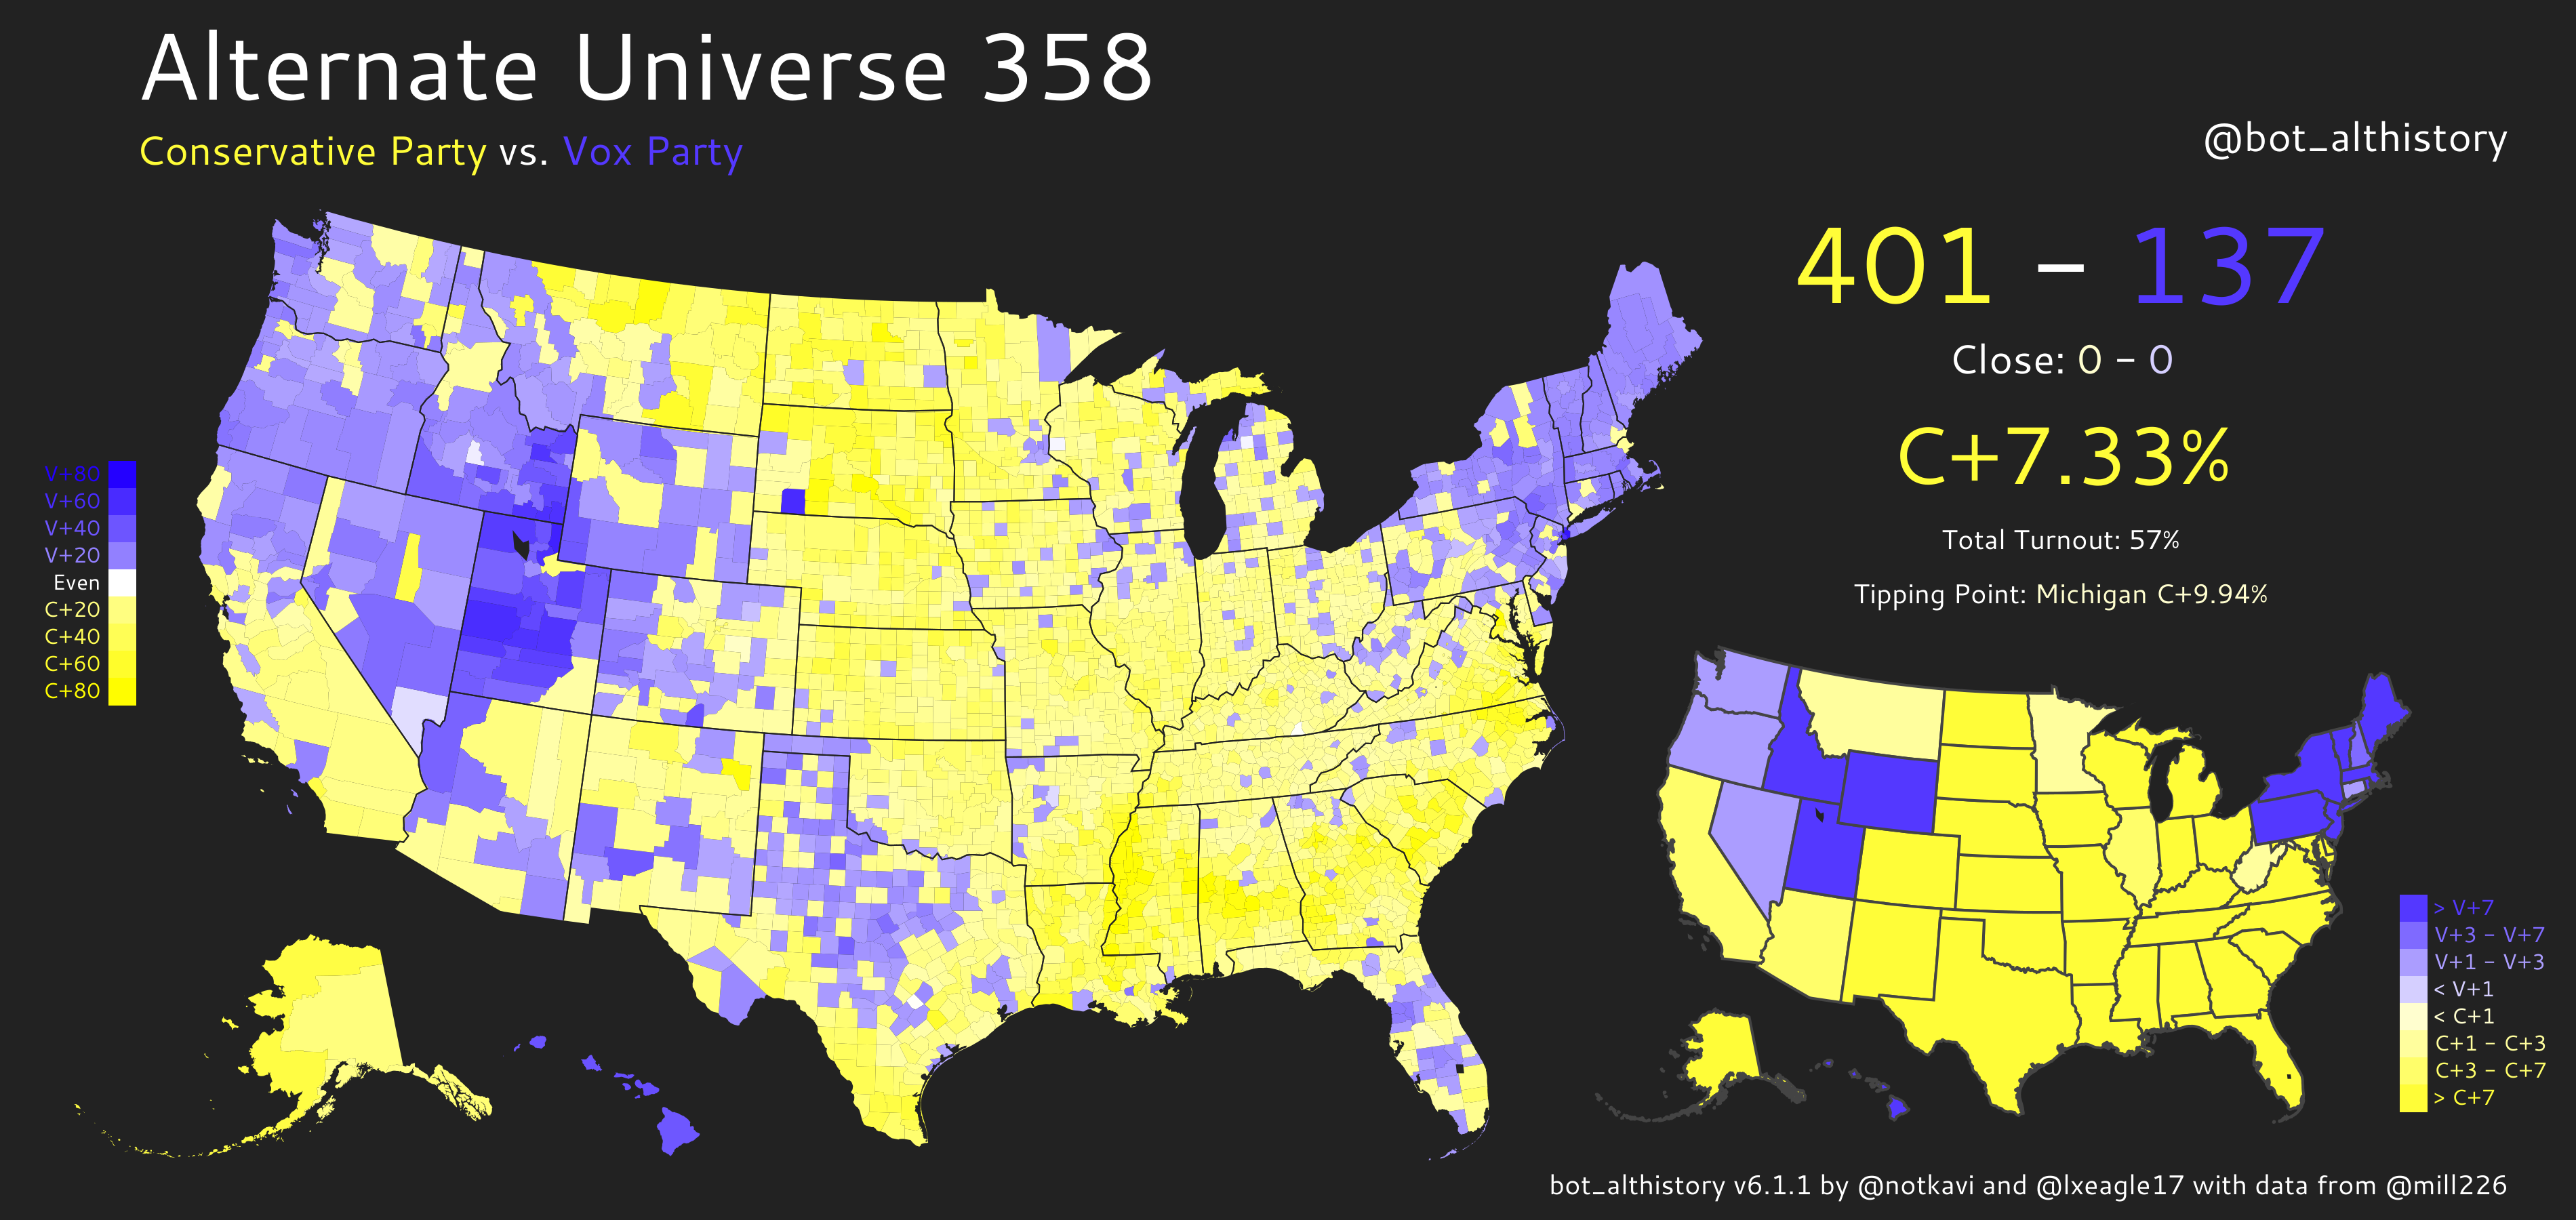 Alternate Universe 358
Conservative Party vs. Vox Party
@bot_althistory
401 – 137
Close: 0 – 0
C+7.33%
Total Turnout: 57%
Tipping Point: Michigan C+9.94%
V+80
V+60
V+40
V+20
Even
C+20
C+40
C+60
C+80
> V+7
V+3 – V+7
V+1 – V+3
< V+1
< C+1
C+1 – C+3
C+3 – C+7
> C+7
bot_althistory v6.1.1 by @notkavi and @lxeagle17 with data from @mill226